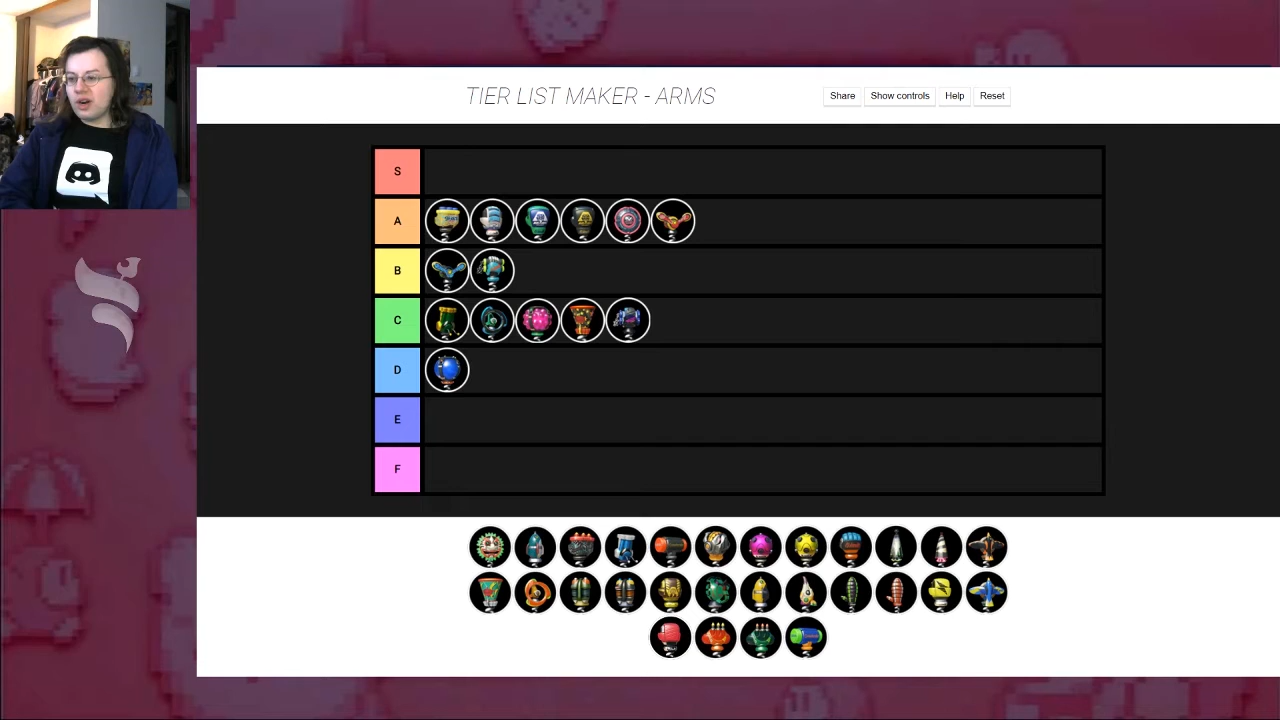 TIER LIST MAKER - ARMS
Share
Show controls
Help
Reset
S
A
B
C
D
E
F